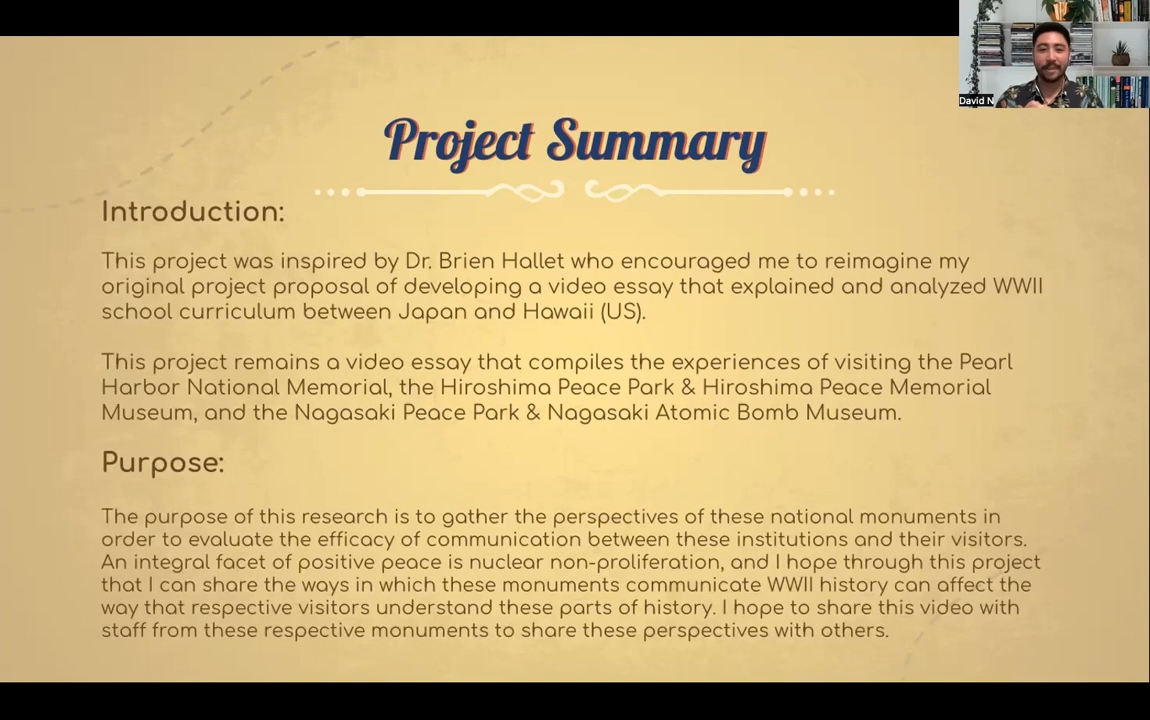 David N
Project Summary
Introduction:
This project was inspired by Dr. Brien Hallet who encouraged me to reimagine my
original project proposal of developing a video essay that explained and analyzed WWII
school curriculum between Japan and Hawaii (US).
This project remains a video essay that compiles the experiences of visiting the Pearl
Harbor National Memorial, the Hiroshima Peace Park & Hiroshima Peace Memorial
Museum, and the Nagasaki Peace Park & Nagasaki Atomic Bomb Museum.
Purpose:
The purpose of this research is to gather the perspectives of these national monuments in
order to evaluate the efficacy of communication between these institutions and their visitors.
An integral facet of positive peace is nuclear non-proliferation, and I hope through this project
that I can share the ways in which these monuments communicate WWII history can affect the
way that respective visitors understand these parts of history. I hope to share this video with
staff from these respective monuments to share these perspectives with others.